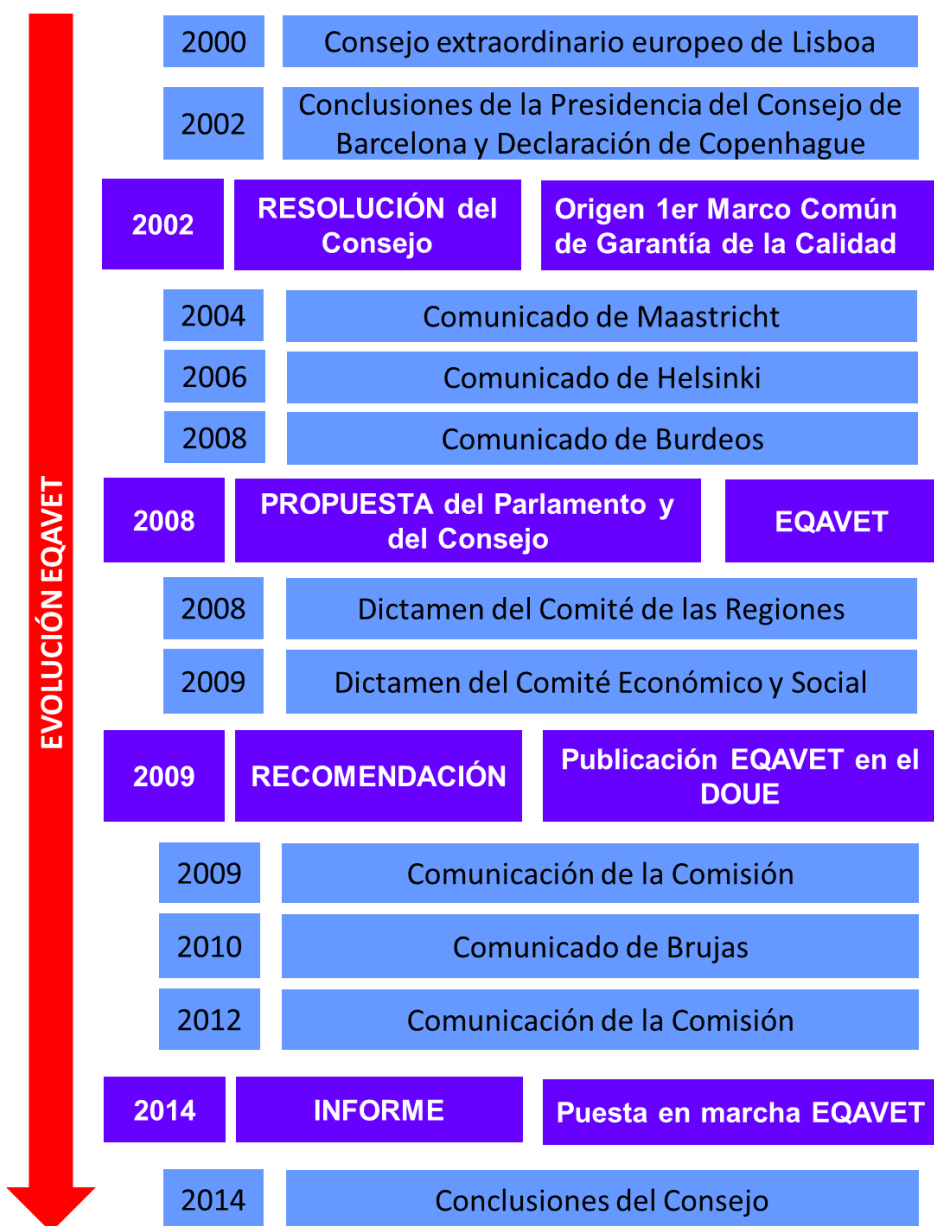 EVOLUCIÓN EQAVET
2000
Consejo extraordinario europeo de Lisboa
2002
Conclusiones de la Presidencia del Consejo de
Barcelona y Declaración de Copenhague
2002
RESOLUCIÓN del
Consejo
Origen 1er Marco Común
de Garantía de la Calidad
2004
Comunicado de Maastricht
2006
Comunicado de Helsinki
2008
Comunicado de Burdeos
2008
PROPUESTA del Parlamento y
del Consejo
EQAVET
2008
Dictamen del Comité de las Regiones
2009
Dictamen del Comité Económico y Social
2009
RECOMENDACIÓN
Publicación EQAVET en el
DOUE
2009
Comunicación de la Comisión
2010
Comunicado de Brujas
2012
Comunicación de la Comisión
2014
INFORME
Puesta en marcha EQAVET
2014
Conclusiones del Consejo